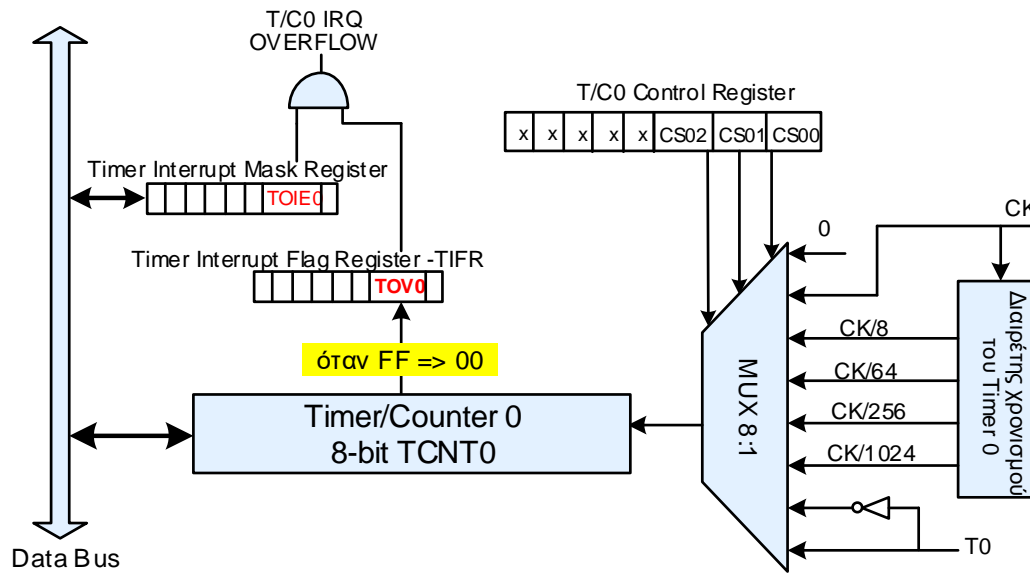 T/C0 IRQ
OVERFLOW
T/C0 Control Register
x x x x x CS02 CS01 CS00
Timer Interrupt Mask Register
TOIE0
0
CK
Timer Interrupt Flag Register -TIFR
TOV0
όταν FF => 00
Timer/Counter 0
8-bit TCNT0
MUX 8:1
CK/8
CK/64
CK/256
CK/1024
Διαιρέτης χρονισμού
του Timer 0
T0
Data Bus